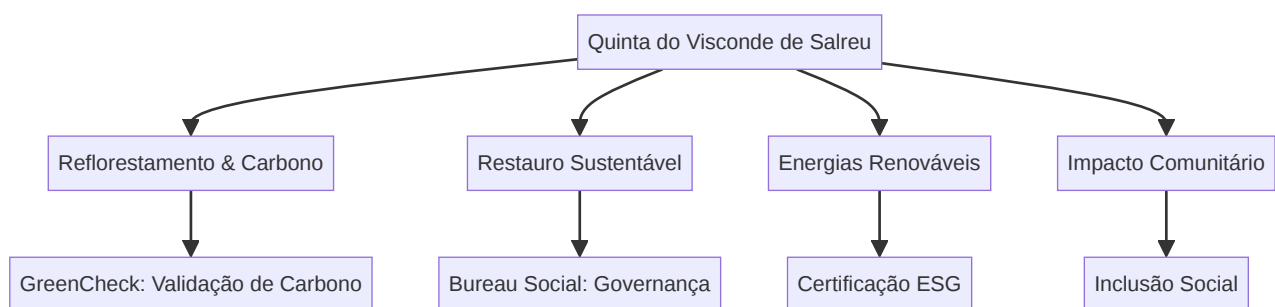 Quinta do Visconde de Salreu
Reflorestamento & Carbono
Restauro Sustentável
Energias Renováveis
Impacto Comunitário
GreenCheck: Validação de Carbono
Bureau Social: Governança
Certificação ESG
Inclusão Social